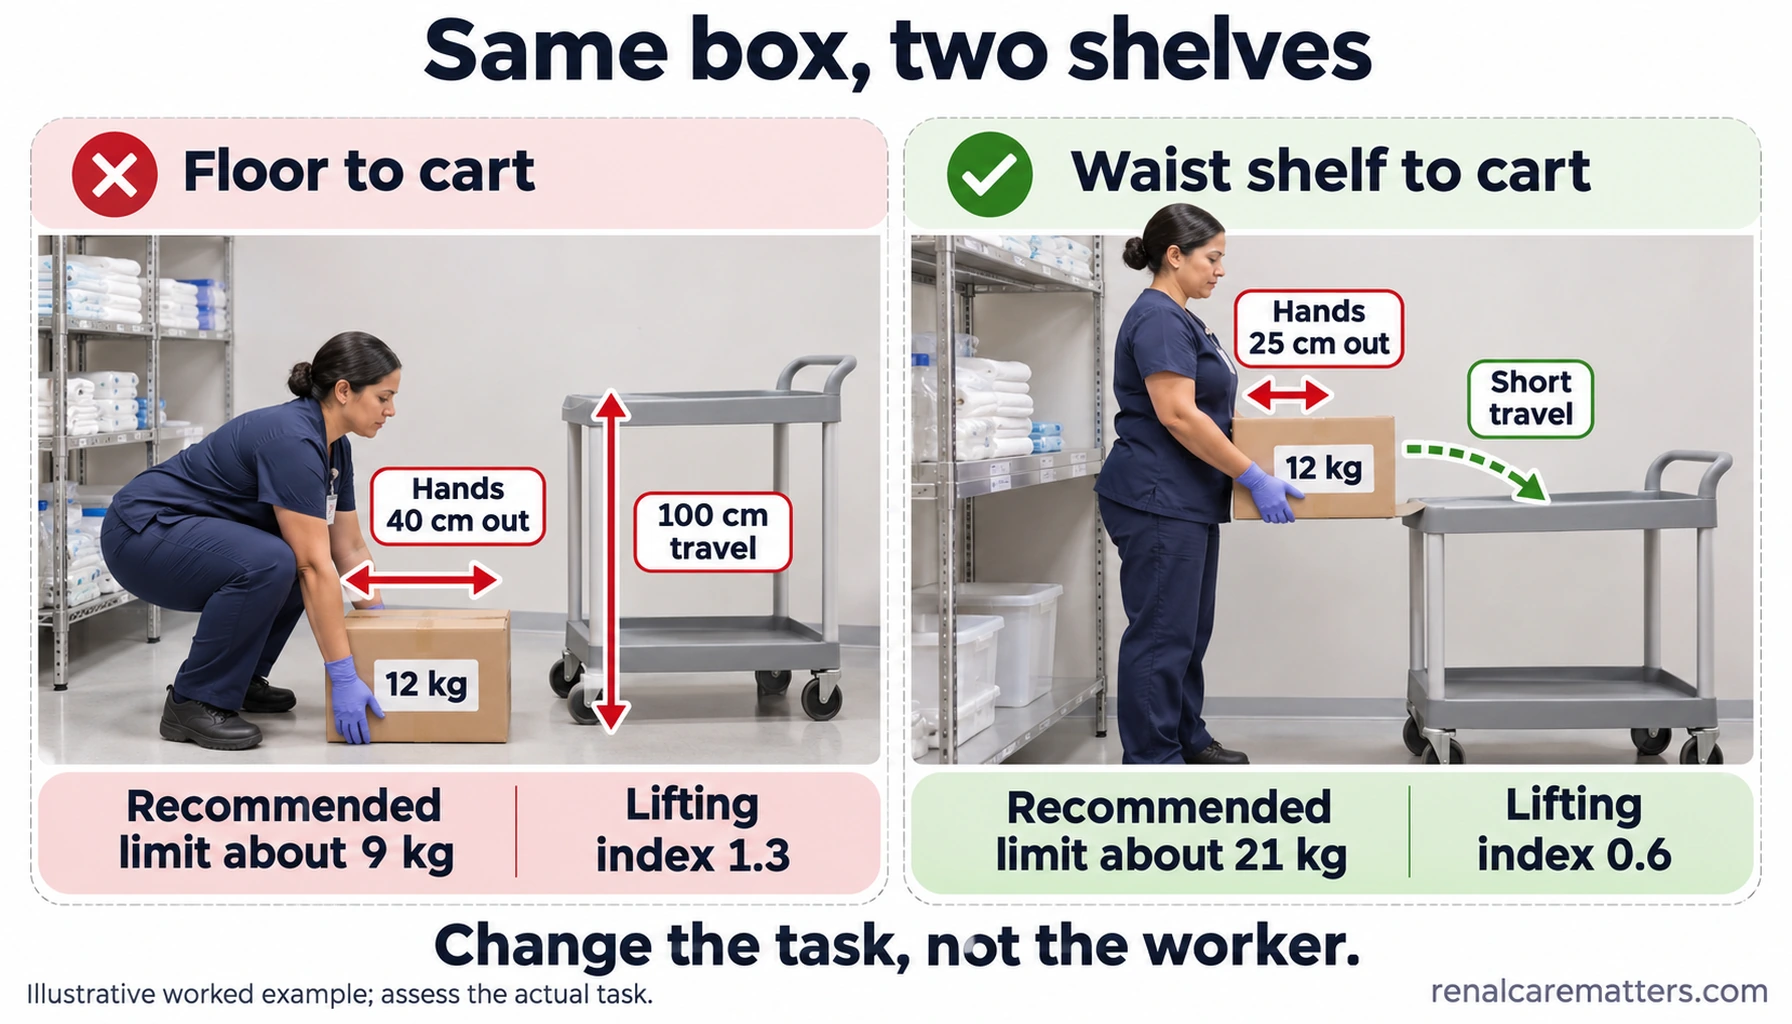 Same box, two shelves
Floor to cart
Hands
40 cm out
100 cm
travel
12 kg
Recommended
limit about 9 kg
Lifting
index 1.3
Waist shelf to cart
Hands
25 cm out
Short
travel
12 kg
Recommended
limit about 21 kg
Lifting
index 0.6
Change the task, not the worker.
Illustrative worked example; assess the actual task.
renalcarematters.com